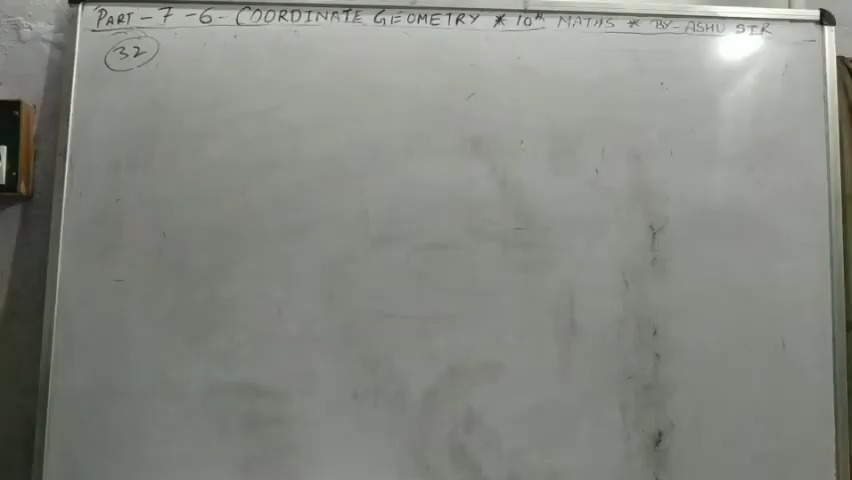 PART - 7 - 6 - COORDINATE GEOMETRY * 10th MATHS * BY - ASHU SIR
32